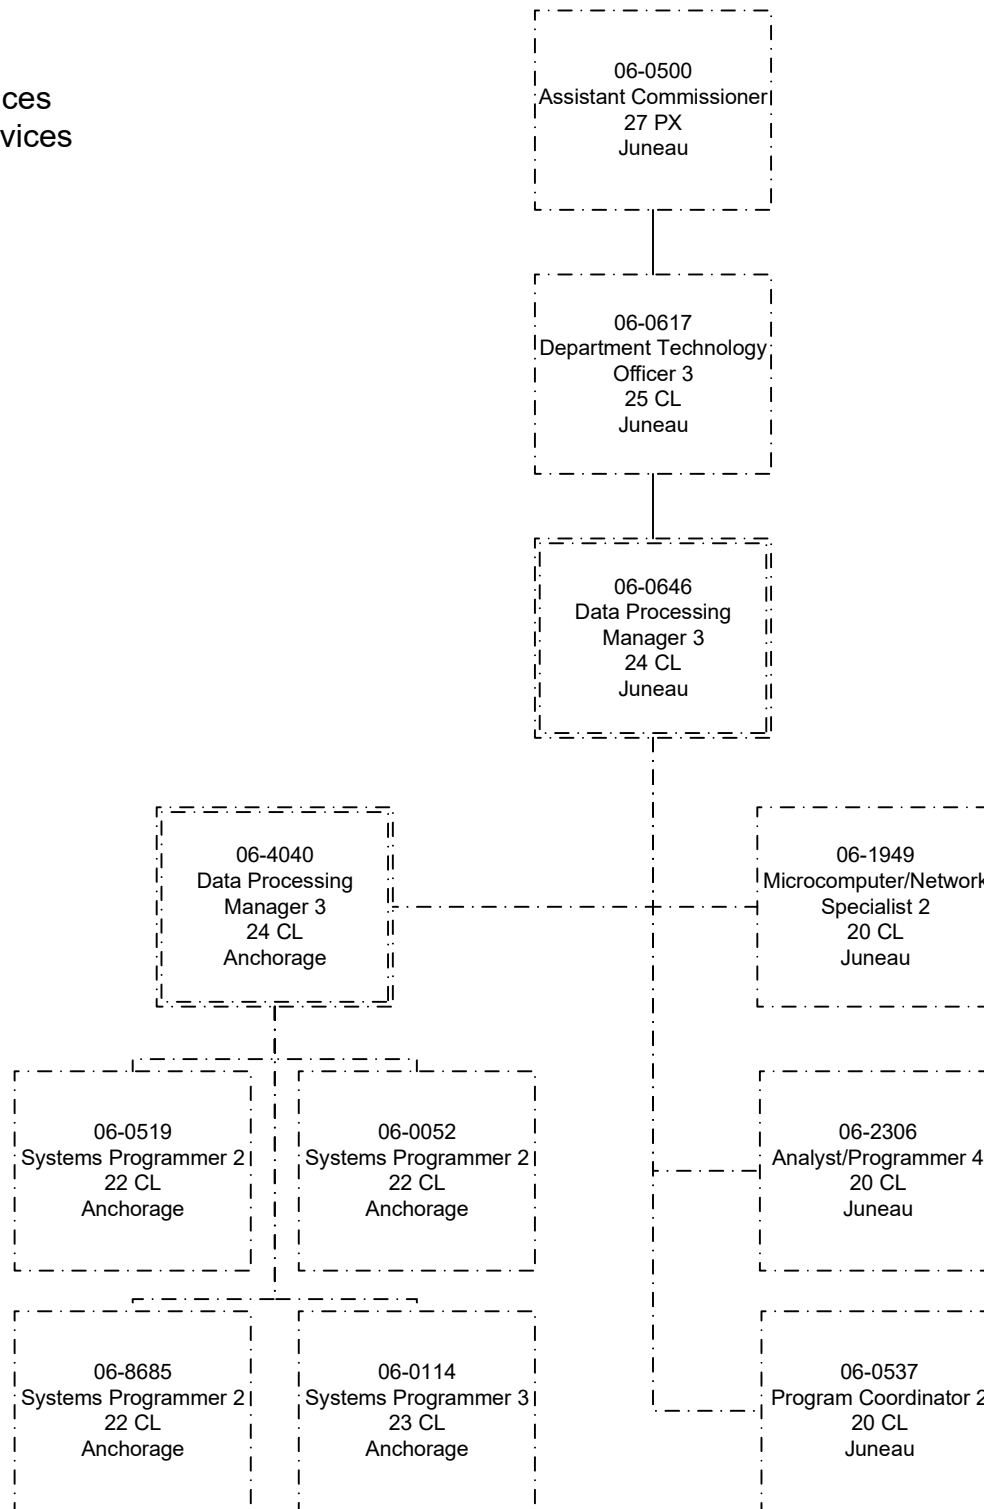 ces
vices
06-0500
Assistant Commissioner
27 PX
Juneau
06-0617
Department Technology
Officer 3
25 CL
Juneau
06-0646
Data Processing
Manager 3
24 CL
Juneau
06-4040
Data Processing
Manager 3
24 CL
Anchorage
06-1949
Microcomputer/Network
Specialist 2
20 CL
Juneau
06-0519
Systems Programmer 2
22 CL
Anchorage
06-0052
Systems Programmer 2
22 CL
Anchorage
06-2306
Analyst/Programmer 4
20 CL
Juneau
06-8685
Systems Programmer 2
22 CL
Anchorage
06-0114
Systems Programmer 3
23 CL
Anchorage
06-0537
Program Coordinator 2
20 CL
Juneau